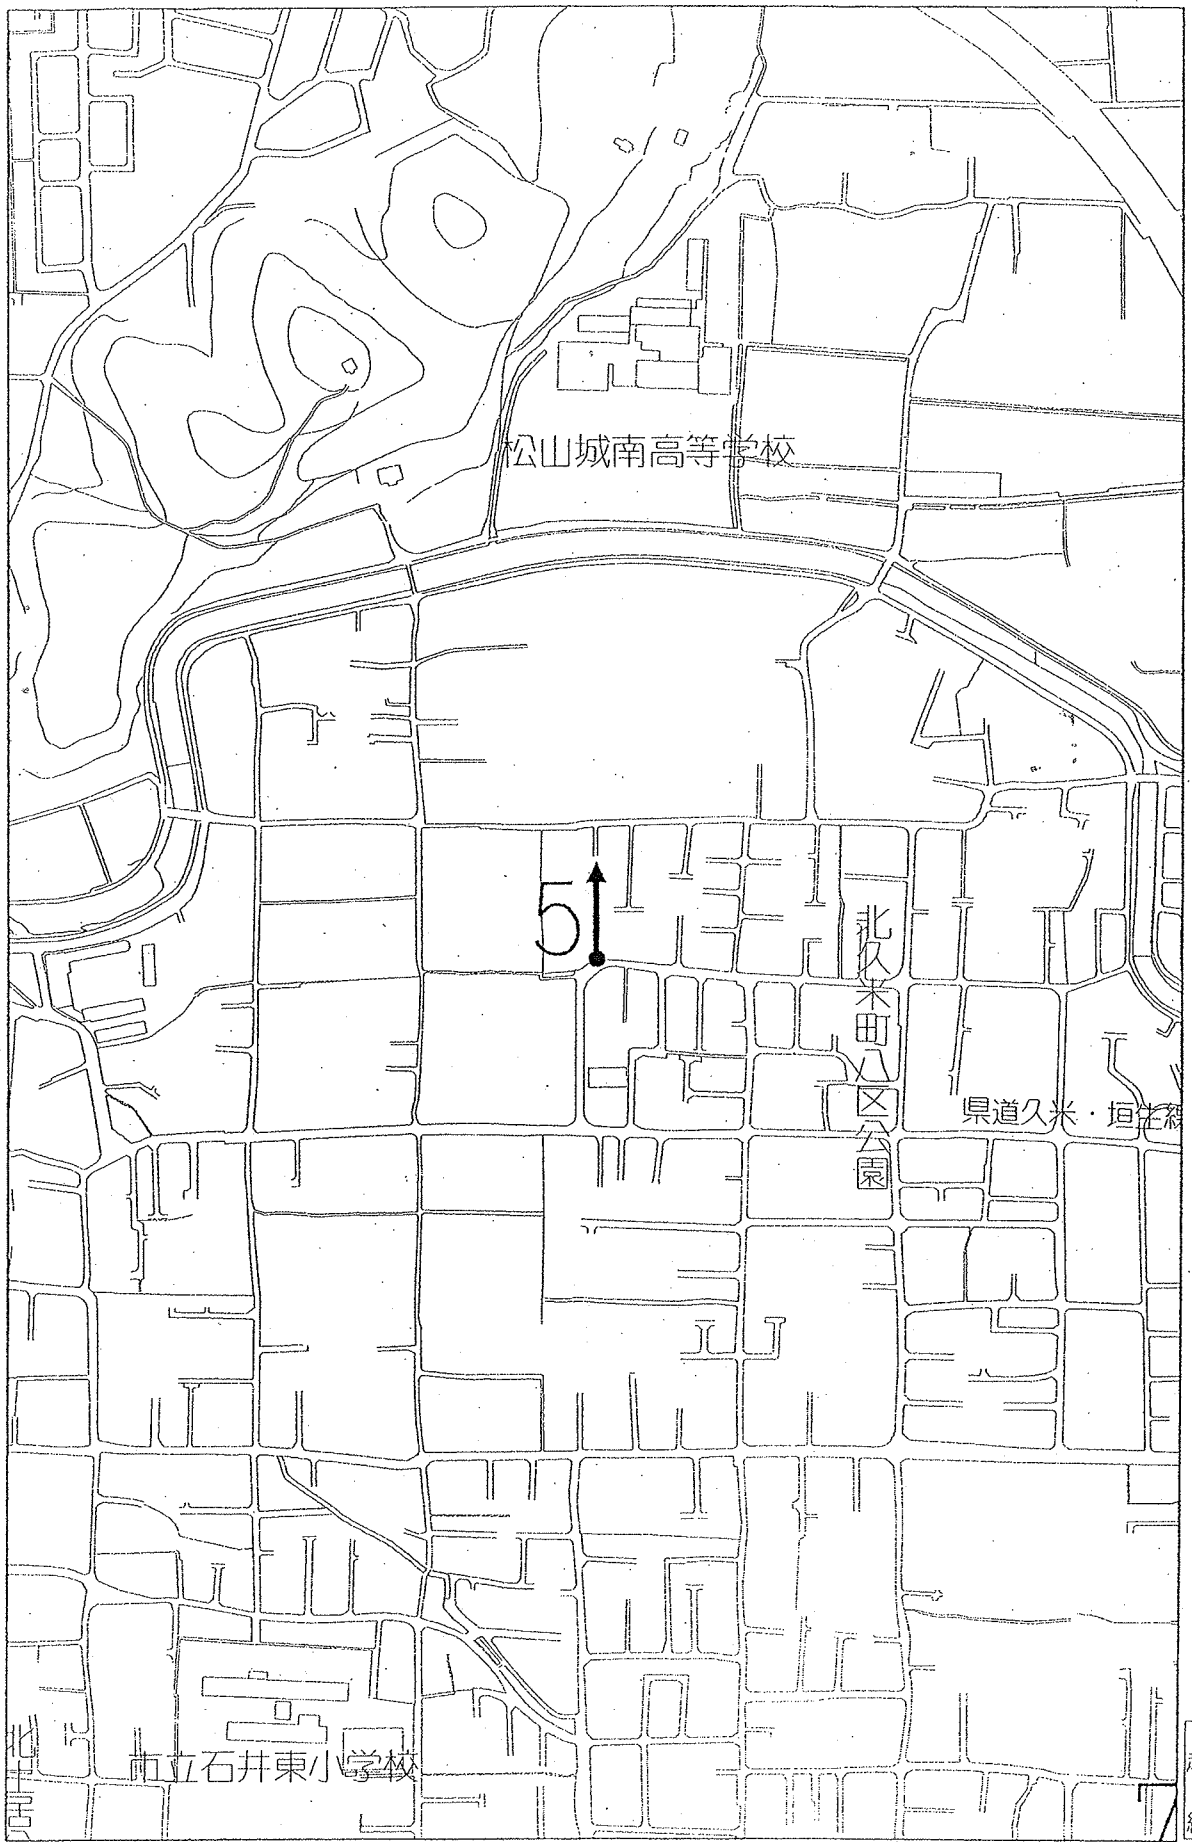 松山城南高等学校
5
北久米町八区公園
県道久米・垣生線
市立石井東小学校